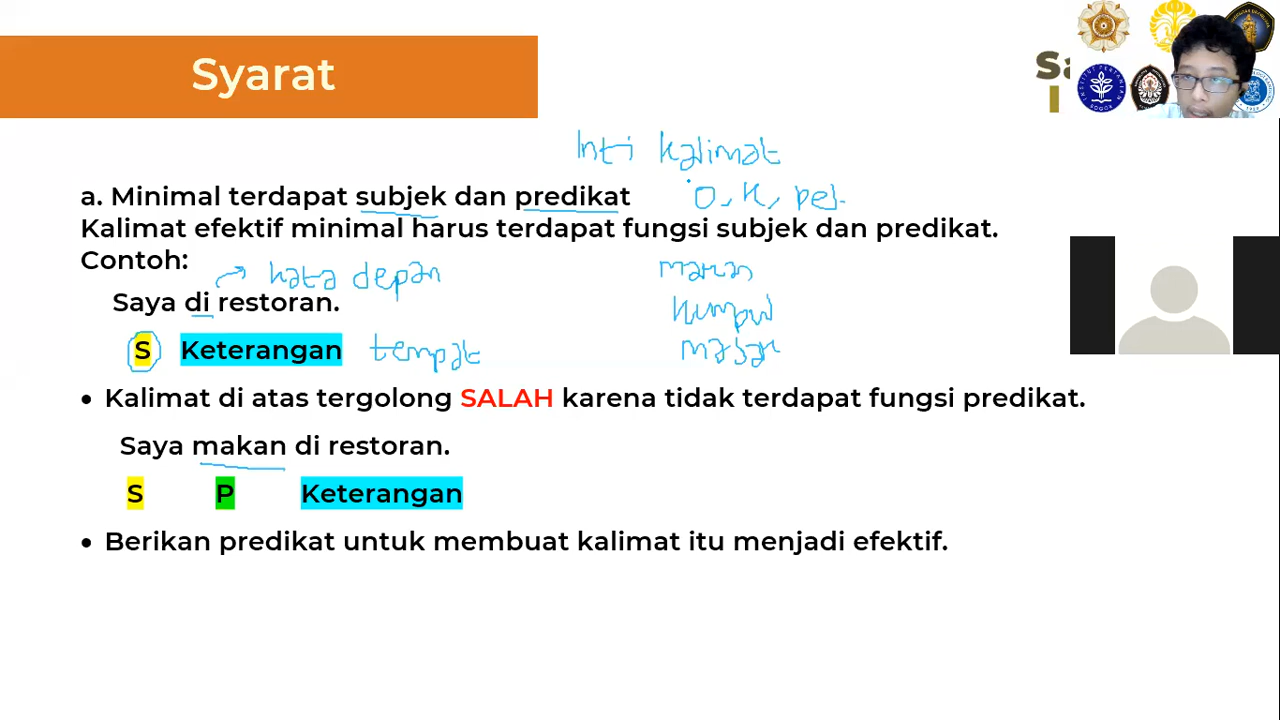 Syarat
Inti kalimat
a. Minimal terdapat subjek dan predikat
O, K, pel.
Kalimat efektif minimal harus terdapat fungsi subjek dan predikat.
Contoh:
kata depan
makan
Saya di restoran.
kumpul
S Keterangan tempat
masak
• Kalimat di atas tergolong SALAH karena tidak terdapat fungsi predikat.
Saya makan di restoran.
S P Keterangan
• Berikan predikat untuk membuat kalimat itu menjadi efektif.